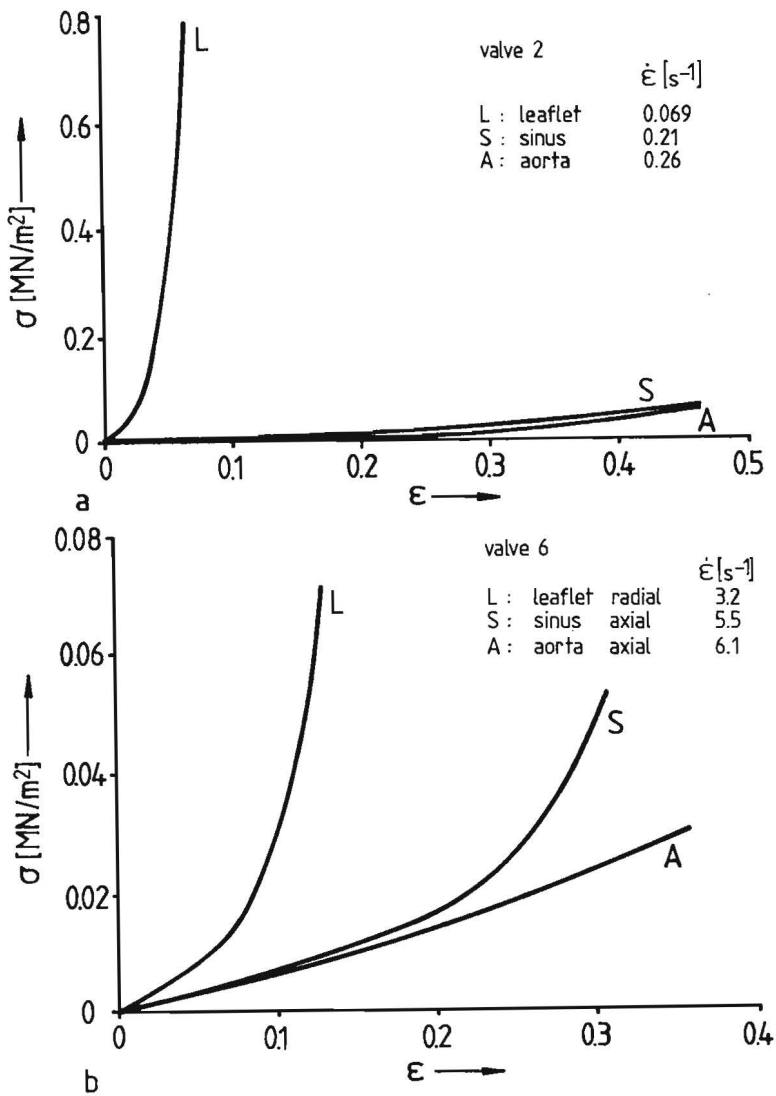 0.8
0.6
0.4
0.2
0
σ [MN/m²]
L
valve 2
ε̇ [s⁻¹]
L : leaflet 0.069
S : sinus 0.21
A : aorta 0.26
S
A
0 0.1 0.2 0.3 0.4 0.5
ε
a
0.08
0.06
0.04
0.02
0
σ [MN/m²]
L
valve 6
ε̇ [s⁻¹]
L : leaflet radial 3.2
S : sinus axial 5.5
A : aorta axial 6.1
S
A
0 0.1 0.2 0.3 0.4
ε
b